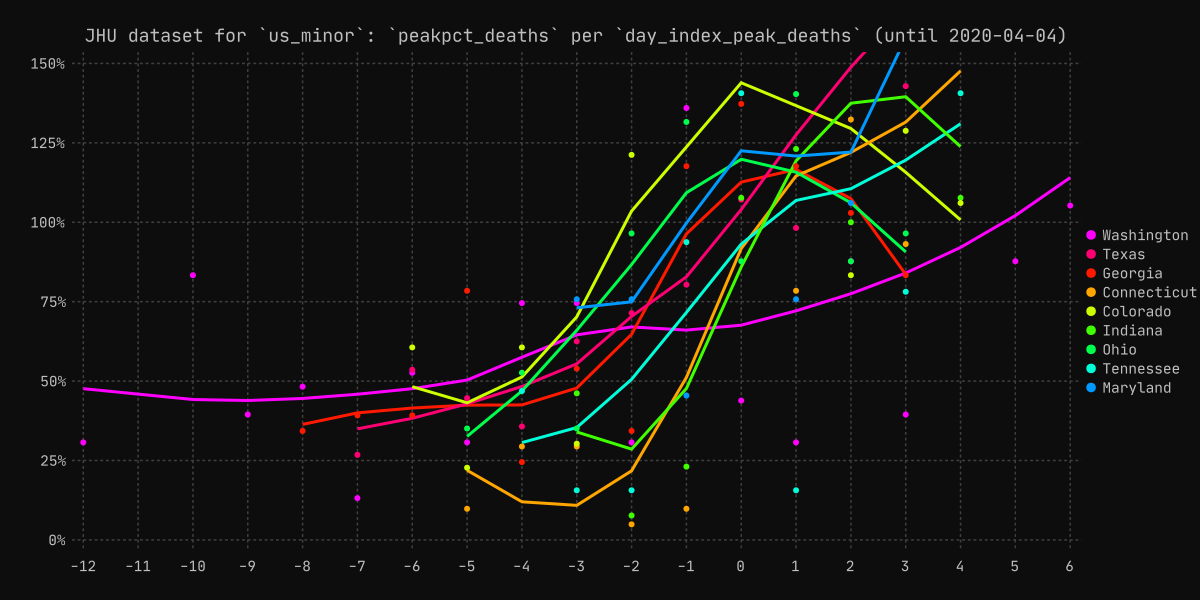 JHU dataset for `us_minor`: `peakpct_deaths` per `day_index_peak_deaths` (until 2020-04-04)
150%
125%
100%
75%
50%
25%
0%
-12 -11 -10 -9 -8 -7 -6 -5 -4 -3 -2 -1 0 1 2 3 4 5 6
Washington
Texas
Georgia
Connecticut
Colorado
Indiana
Ohio
Tennessee
Maryland